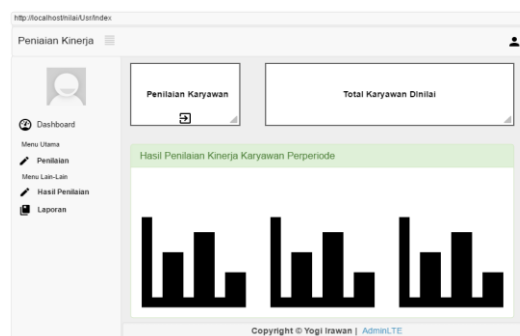 http://localhost/nilai/Usr/Index
Peniaian Kinerja
Dashboard
Menu Utama
Penilaian
Menu Lain-Lain
Hasil Penilaian
Laporan
Penilaian Karyawan
Total Karyawan Dinilai
Hasil Penilaian Kinerja Karyawan Perperiode
Copyright © Yogi Irawan | AdminLTE